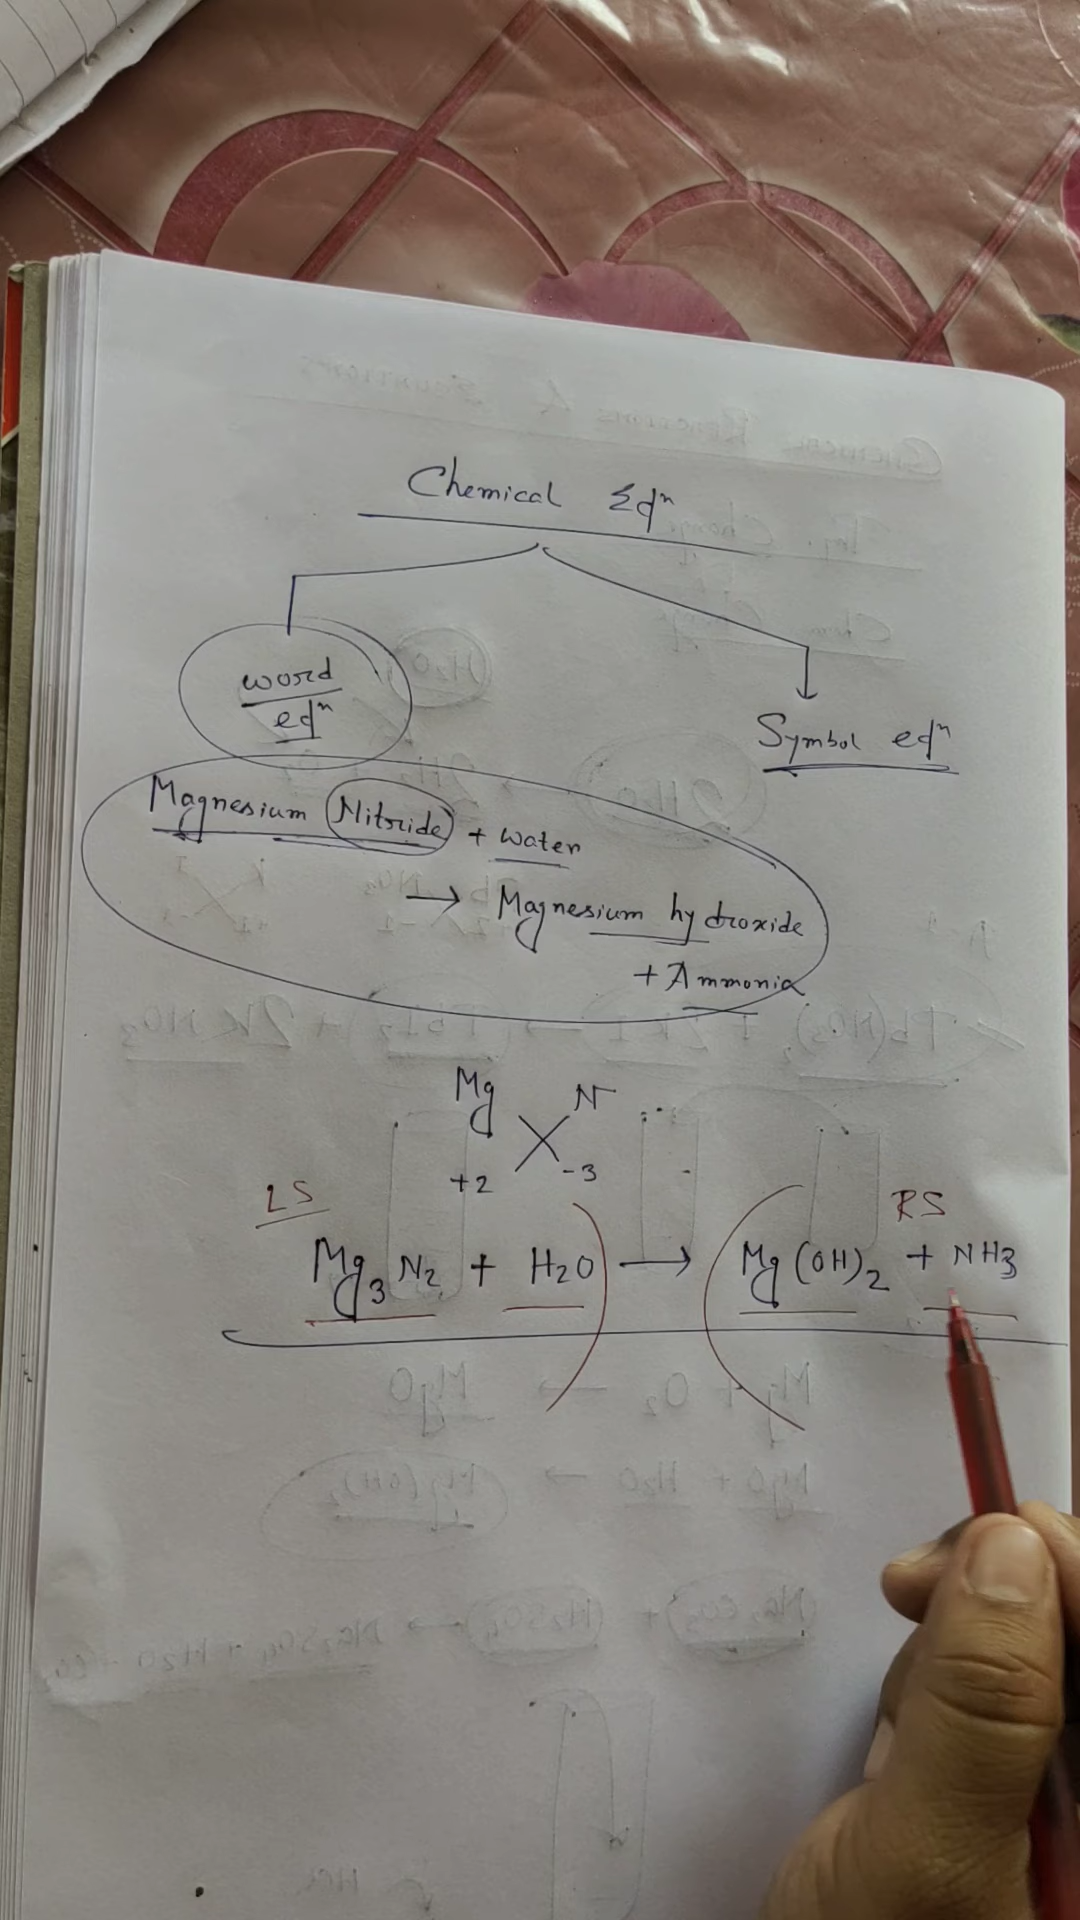 Chemical Eqⁿ
word
eqⁿ
Symbol eqⁿ
Magnesium Nitride + water
→ Magnesium hydroxide
+ Ammonia
Mg N
+2 -3
LS RS
Mg₃N₂ + H₂O → Mg(OH)₂ + NH₃